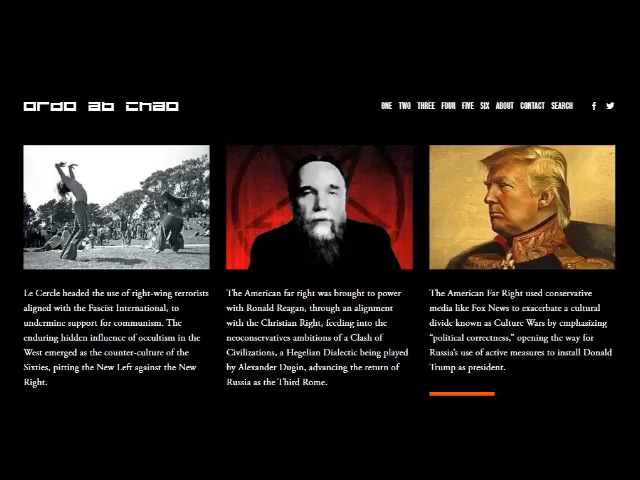 ordo ab chao
ONE TWO THREE FOUR FIVE SIX ABOUT CONTACT SEARCH
Le Cercle headed the use of right-wing terrorists
aligned with the Fascist International, to
undermine support for communism. The
enduring hidden influence of occultism in the
West emerged as the counter-culture of the
Sixties, pitting the New Left against the New
Right.
The American far right was brought to power
with Ronald Reagan, through an alignment
with the Christian Right, feeding into the
neoconservatives ambitions of a Clash of
Civilizations, a Hegelian Dialectic being played
by Alexander Dugin, advancing the return of
Russia as the Third Rome.
The American Far Right used conservative
media like Fox News to exacerbate a cultural
divide known as Culture Wars by emphasizing
“political correctness,” opening the way for
Russia’s use of active measures to install Donald
Trump as president.